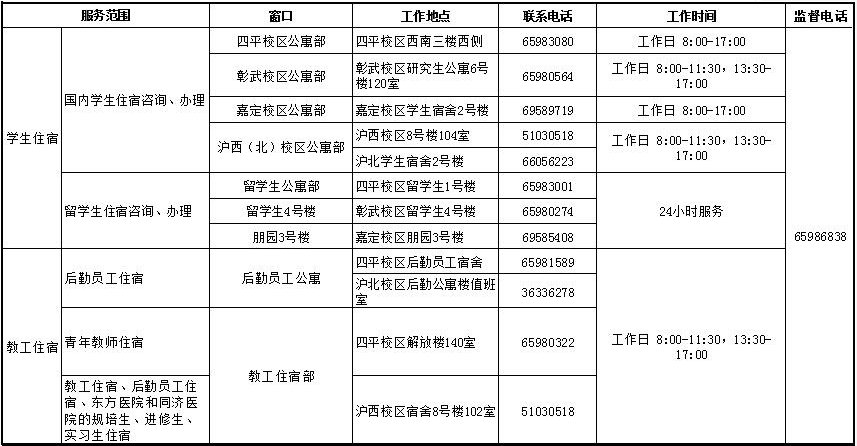 服务范围 窗口 工作地点 联系电话 工作时间 监督电话
学生住宿
国内学生住宿咨询、办理
四平校区公寓部 四平校区西南三楼西侧 65983080 工作日 8:00-17:00
彰武校区公寓部 彰武校区研究生公寓6号
楼120室 65980564 工作日 8:00-11:30，13:30-
17:00
嘉定校区公寓部 嘉定校区学生宿舍2号楼 69589719 工作日 8:00-17:00
沪西（北）校区公寓部 沪西校区8号楼104室 51030518 工作日 8:00-11:30，13:30-
17:00
沪北学生宿舍2号楼 66056223
留学生住宿咨询、办理
留学生公寓部 四平校区留学生1号楼 65983001
留学生4号楼 彰武校区留学生4号楼 65980274 24小时服务
朋园3号楼 嘉定校区朋园3号楼 69585408
65986838
教工住宿
后勤员工住宿 后勤员工公寓 四平校区后勤员工宿舍 65981589
沪北校区后勤公寓楼值班
室 36336278
青年教师住宿 教工住宿部 四平校区解放楼140室 65980322 工作日 8:00-11:30，13:30-
17:00
教工住宿、后勤员工住
宿、东方医院和同济医
院的规培生、进修生、
实习生住宿
沪西校区宿舍8号楼102室 51030518